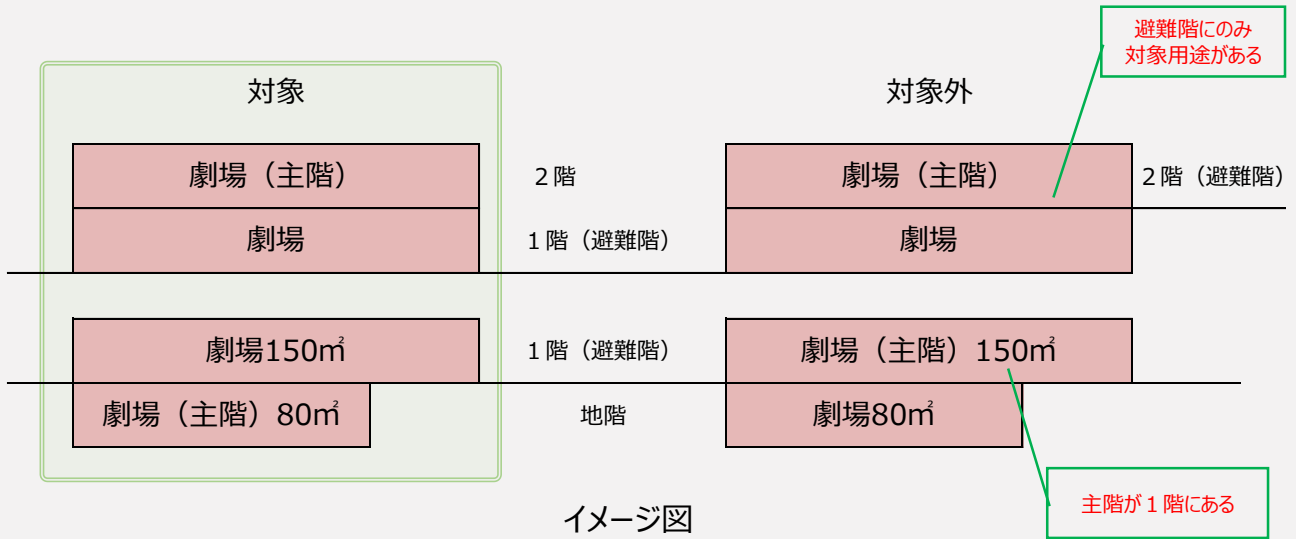 避難階にのみ
対象用途がある
対象
対象外
劇場（主階）
２階
劇場（主階）
２階（避難階）
劇場
１階（避難階）
劇場
劇場150㎡
１階（避難階）
劇場（主階）150㎡
劇場（主階）80㎡
地階
劇場80㎡
主階が１階にある
イメージ図